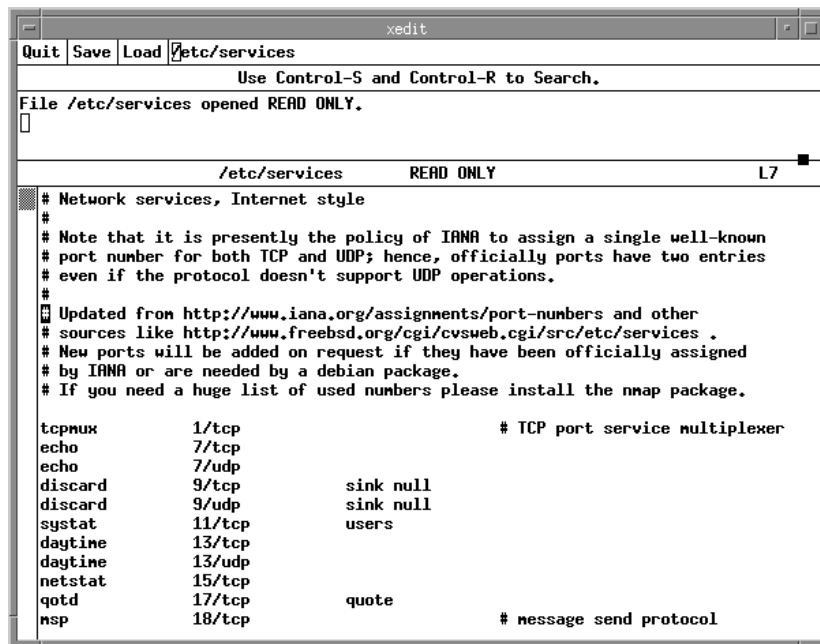 xedit
Quit Save Load /etc/services
Use Control-S and Control-R to Search.
File /etc/services opened READ ONLY.
/etc/services READ ONLY L7
# Network services, Internet style
#
# Note that it is presently the policy of IANA to assign a single well-known
# port number for both TCP and UDP; hence, officially ports have two entries
# even if the protocol doesn't support UDP operations.
#
# Updated from http://www.iana.org/assignments/port-numbers and other
# sources like http://www.freebsd.org/cgi/cvsweb.cgi/src/etc/services .
# New ports will be added on request if they have been officially assigned
# by IANA or are needed by a debian package.
# If you need a huge list of used numbers please install the nmap package.
tcpmux 1/tcp # TCP port service multiplexer
echo 7/tcp
echo 7/udp
discard 9/tcp sink null
discard 9/udp sink null
systat 11/tcp users
daytime 13/tcp
daytime 13/udp
netstat 15/tcp
qotd 17/tcp quote
msp 18/tcp # message send protocol